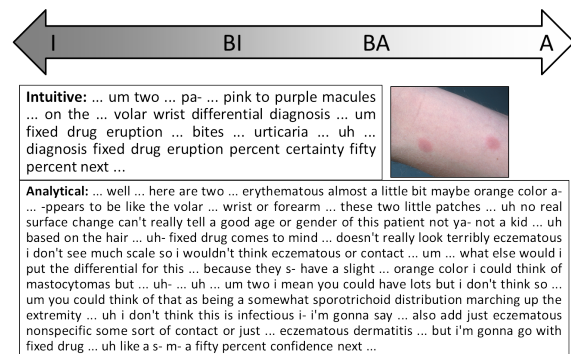 I BI BA A
Intuitive: ... um two ... pa- ... pink to purple macules
... on the ... volar wrist differential diagnosis ... um
fixed drug eruption ... bites ... urticaria ... uh ...
diagnosis fixed drug eruption percent certainty fifty
percent next ...
Analytical: ... well ... here are two ... erythematous almost a little bit maybe orange color a-
... -ppears to be like the volar ... wrist or forearm ... these two little patches ... uh no real
surface change can't really tell a good age or gender of this patient not ya- not a kid ... uh
based on the hair ... uh- fixed drug comes to mind ... doesn't really look terribly eczematous
i don't see much scale so i wouldn't think eczematous or contact ... um ... what else would i
put the differential for this ... because they s- have a slight ... orange color i could think of
mastocytomas but ... uh- ... uh ... um two i mean you could have lots but i don't think so ...
um you could think of that as being a somewhat sporotrichoid distribution marching up the
extremity ... uh i don't think this is infectious i- i'm gonna say ... also add just eczematous
nonspecific some sort of contact or just ... eczematous dermatitis ... but i'm gonna go with
fixed drug ... uh like a s- m- a fifty percent confidence next ...